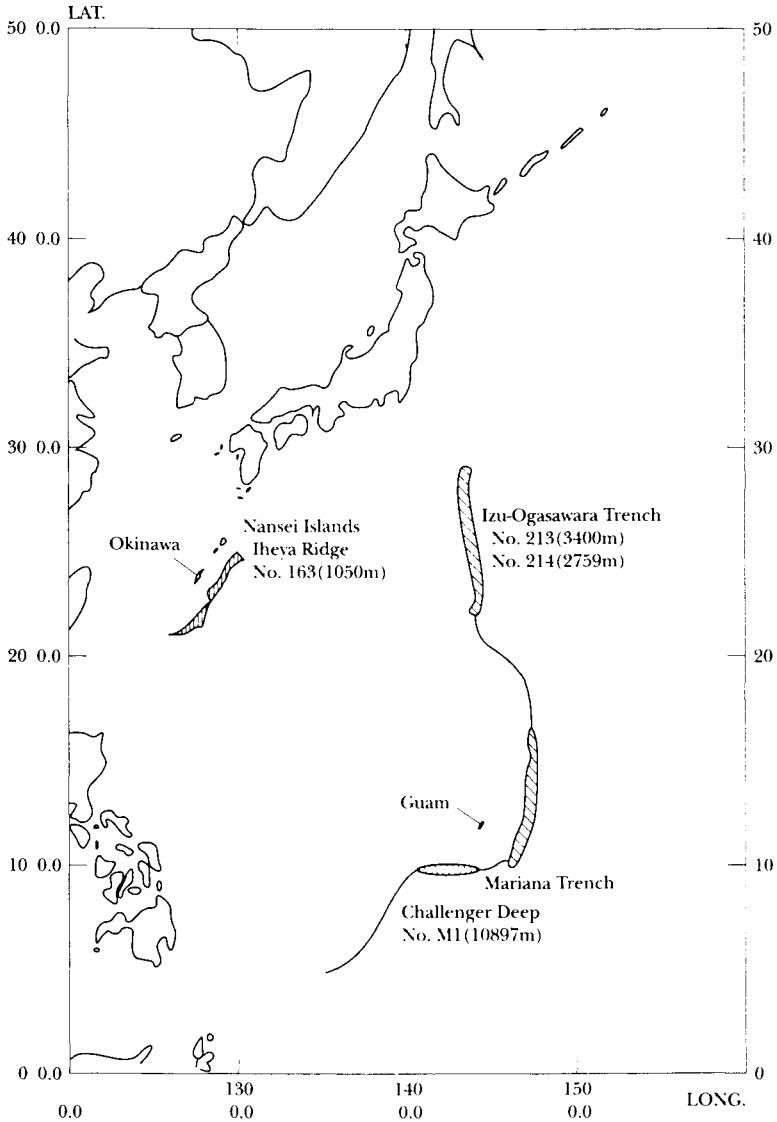 LAT.
50 0.0
50
40 0.0
40
30 0.0
30
Izu-Ogasawara Trench
No. 213(3400m)
No. 214(2759m)
Nansei Islands
Iheya Ridge
No. 163(1050m)
Okinawa
20 0.0
20
Guam
10 0.0
10
Mariana Trench
Challenger Deep
No. M1(10897m)
0 0.0
0
130
140
150
LONG.
0.0
0.0
0.0
0.0